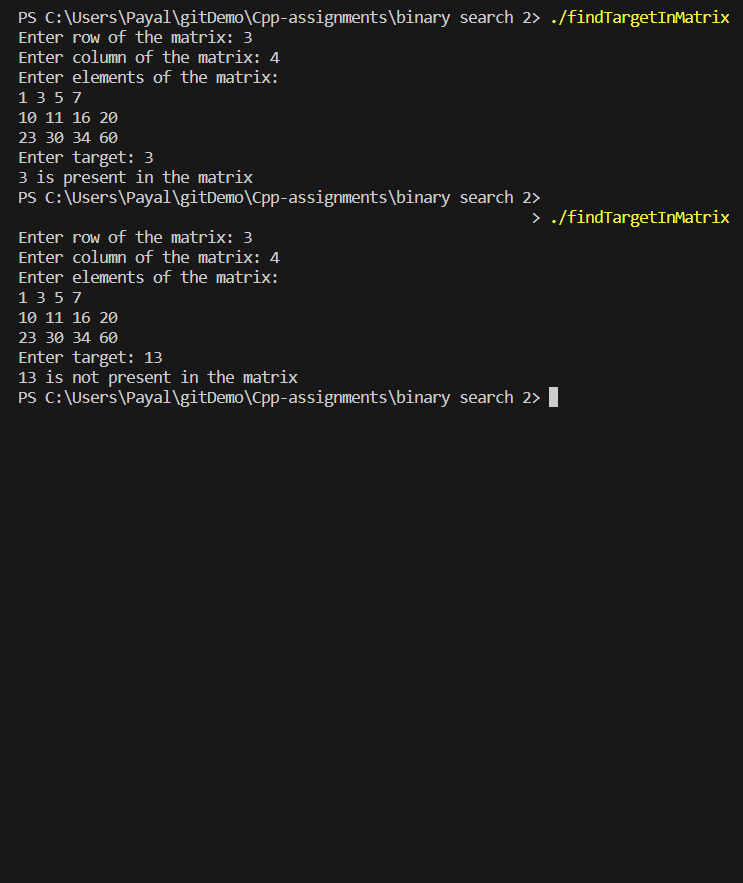 PS C:\Users\Payal\gitDemo\Cpp-assignments\binary search 2> ./findTargetInMatrix
Enter row of the matrix: 3
Enter column of the matrix: 4
Enter elements of the matrix:
1 3 5 7
10 11 16 20
23 30 34 60
Enter target: 3
3 is present in the matrix
PS C:\Users\Payal\gitDemo\Cpp-assignments\binary search 2>
> ./findTargetInMatrix
Enter row of the matrix: 3
Enter column of the matrix: 4
Enter elements of the matrix:
1 3 5 7
10 11 16 20
23 30 34 60
Enter target: 13
13 is not present in the matrix
PS C:\Users\Payal\gitDemo\Cpp-assignments\binary search 2>